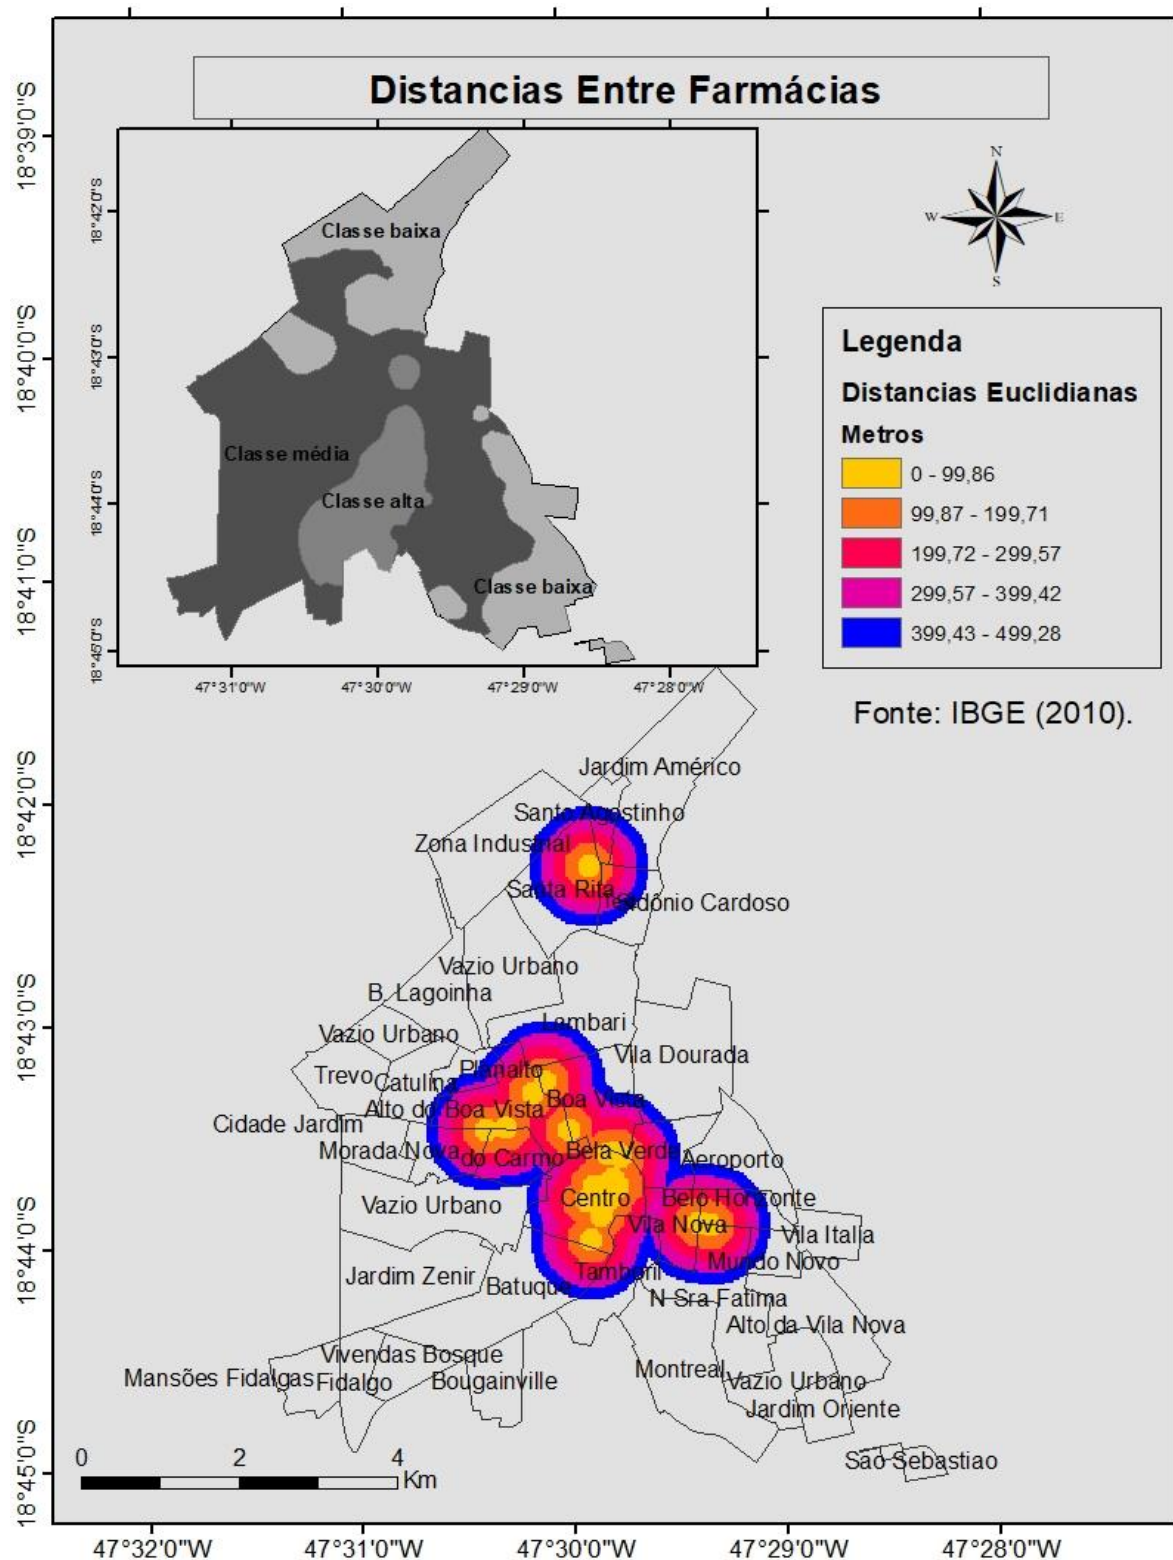 Distancias Entre Farmácias
18°39'0"S
18°40'0"S
18°41'0"S
18°42'0"S
18°43'0"S
18°44'0"S
18°45'0"S
18°42'0"S
18°43'0"S
18°44'0"S
18°45'0"S
Classe baixa
Classe média
Classe alta
Classe baixa
47°31'0"W
47°30'0"W
47°29'0"W
47°28'0"W
N
W
E
S
Legenda
Distancias Euclidianas
Metros
0 - 99,86
99,87 - 199,71
199,72 - 299,57
299,57 - 399,42
399,43 - 499,28
Fonte: IBGE (2010).
Jardim Américo
Santo Agostinho
Zona Industrial
Santa Rita
Cardoso
Vazio Urbano
B. Lagoinha
Lambari
Vazio Urbano
Vila Dourada
Planalto
Trevo
Catulina
Boa Vista
Alto do Boa Vista
Cidade Jardim
Morada Nova
do Carmo
Bela Verde
Aeroporto
Vazio Urbano
Centro
Belo Horizonte
Vila Nova
Vila Italia
Mundo Novo
Jardim Zenir
Tamboril
Batuque
N Sra Fatima
Alto da Vila Nova
Vivendas Bosque
Montreal
Mansões Fidalgas
Fidalgo
Bougainville
Vazio Urbano
Jardim Oriente
São Sebastiao
0
2
4
Km
47°32'0"W
47°31'0"W
47°30'0"W
47°29'0"W
47°28'0"W